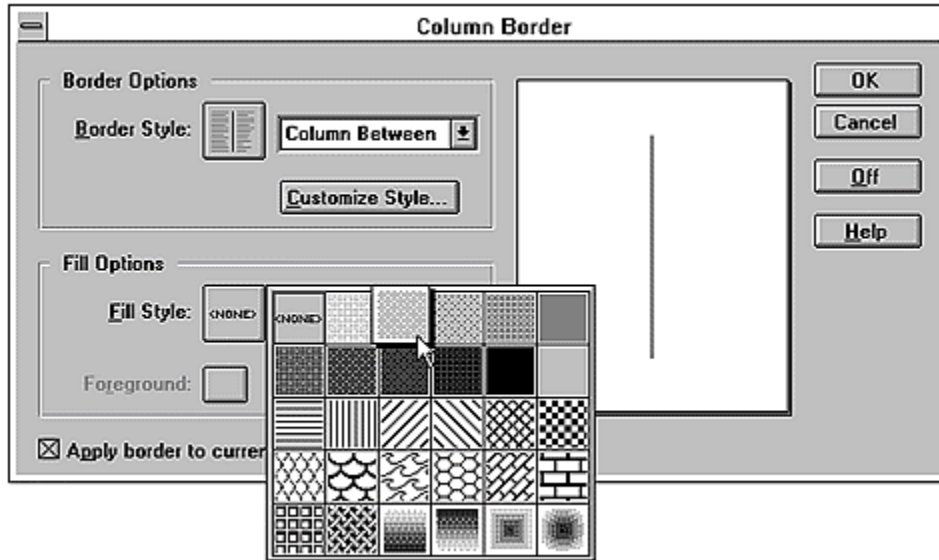 Column Border
Border Options
Border Style:
Column Between
Customize Style...
OK
Cancel
Off
Help
Fill Options
Fill Style:
<NONE>
<NONE>
Foreground:
Apply border to curren